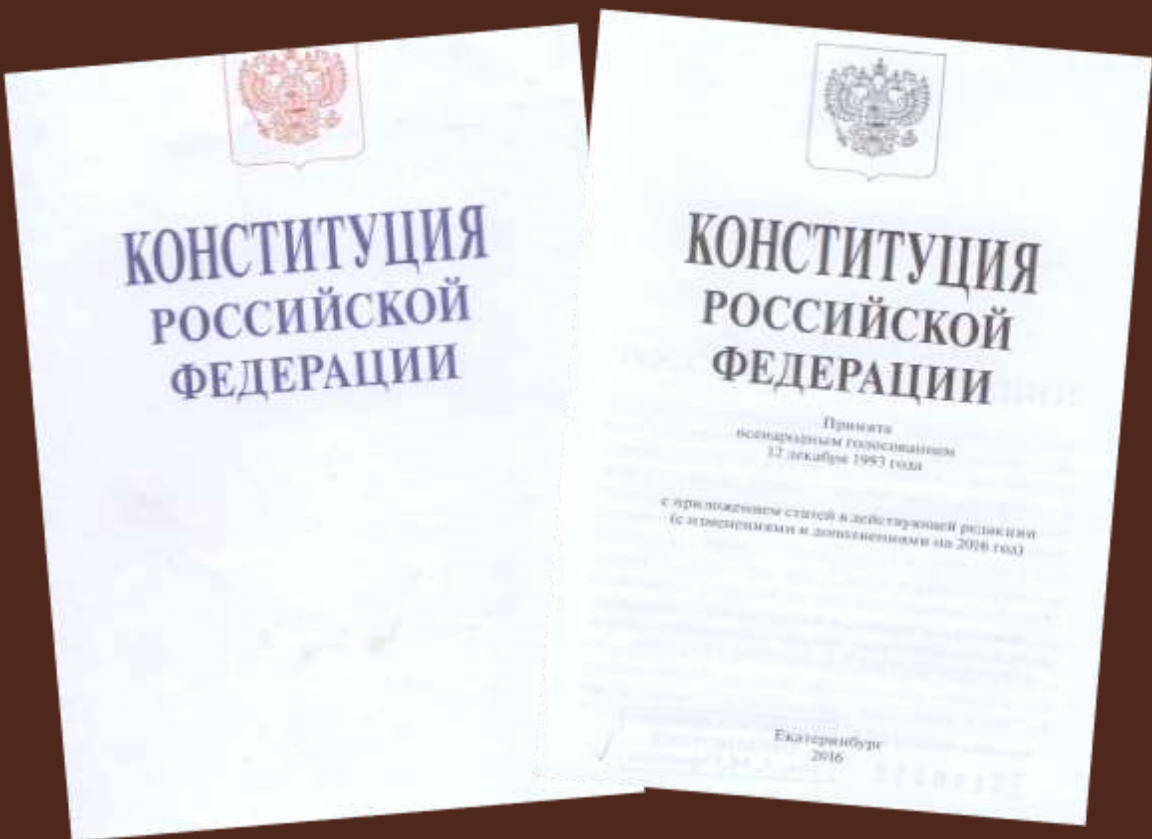 КОНСТИТУЦИЯ
РОССИЙСКОЙ
ФЕДЕРАЦИИ
КОНСТИТУЦИЯ
РОССИЙСКОЙ
ФЕДЕРАЦИИ
Принята
всенародным голосованием
12 декабря 1993 года
с приложением статей в действующей редакции
(с изменениями и дополнениями на 2016 год)
Екатеринбург
2016